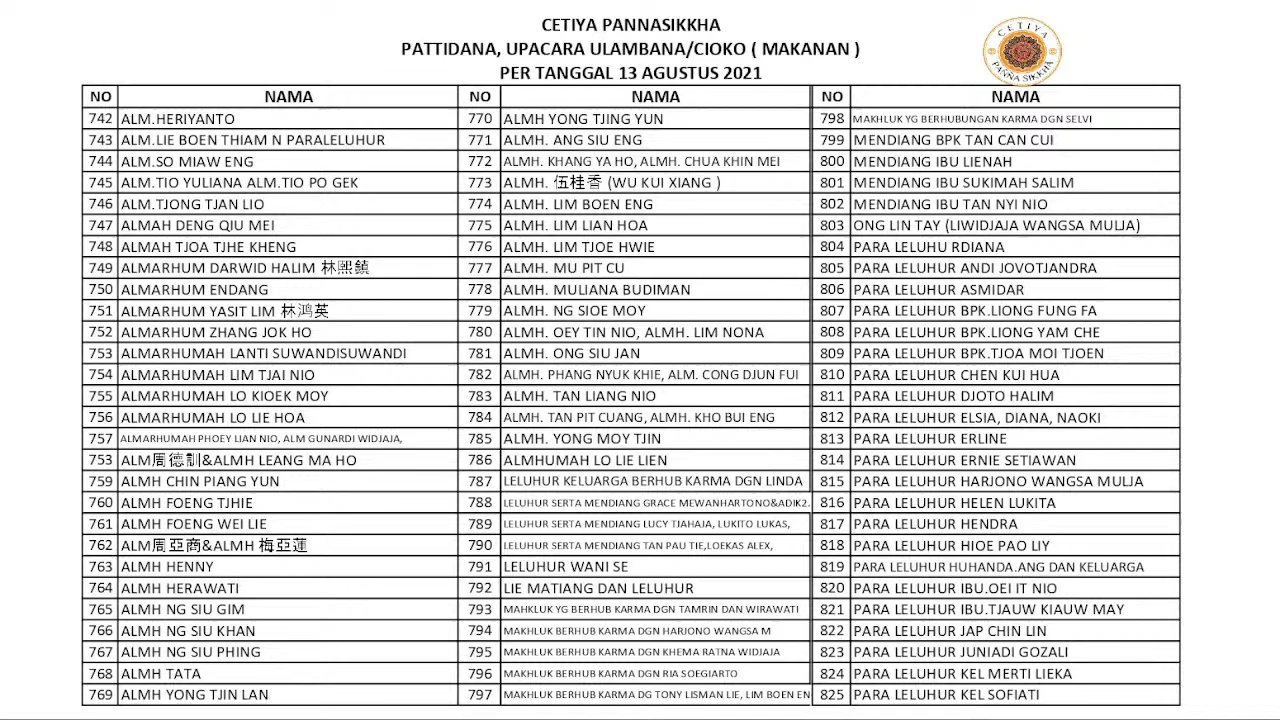 CETIYA PANNASIKKHA
PATTIDANA, UPACARA ULAMBANA/CIOKO ( MAKANAN )
PER TANGGAL 13 AGUSTUS 2021
CETIYA
PANNA SIKKHA
NO NAMA NO NAMA NO NAMA
742 ALM.HERIYANTO 770 ALMH YONG TJING YUN 798 MAKHLUK YG BERHUBUNGAN KARMA DGN SELVI
743 ALM.LIE BOEN THIAM N PARALELUHUR 771 ALMH. ANG SIU ENG 799 MENDIANG BPK TAN CAN CUI
744 ALM.SO MIAW ENG 772 ALMH. KHANG YA HO, ALMH. CHUA KHIN MEI 800 MENDIANG IBU LIENAH
745 ALM.TIO YULIANA ALM.TIO PO GEK 773 ALMH. 伍桂香 (WU KUI XIANG ) 801 MENDIANG IBU SUKIMAH SALIM
746 ALM.TJONG TJAN LIO 774 ALMH. LIM BOEN ENG 802 MENDIANG IBU TAN NYI NIO
747 ALMAH DENG QIU MEI 775 ALMH. LIM LIAN HOA 803 ONG LIN TAY (LIWIDJAJA WANGSA MULJA)
748 ALMAH TJOA TJHE KHENG 776 ALMH. LIM TJOE HWIE 804 PARA LELUHU RDIANA
749 ALMARHUM DARWID HALIM 林熙鎮 777 ALMH. MU PIT CU 805 PARA LELUHUR ANDI JOVOTJANDRA
750 ALMARHUM ENDANG 778 ALMH. MULIANA BUDIMAN 806 PARA LELUHUR ASMIDAR
751 ALMARHUM YASIT LIM 林鸿英 779 ALMH. NG SIOE MOY 807 PARA LELUHUR BPK.LIONG FUNG FA
752 ALMARHUM ZHANG JOK HO 780 ALMH. OEY TIN NIO, ALMH. LIM NONA 808 PARA LELUHUR BPK.LIONG YAM CHE
753 ALMARHUMAH LANTI SUWANDISUWANDI 781 ALMH. ONG SIU JAN 809 PARA LELUHUR BPK.TJOA MOI TJOEN
754 ALMARHUMAH LIM TJAI NIO 782 ALMH. PHANG NYUK KHIE, ALM. CONG DJUN FUI 810 PARA LELUHUR CHEN KUI HUA
755 ALMARHUMAH LO KIOEK MOY 783 ALMH. TAN LIANG NIO 811 PARA LELUHUR DJOTO HALIM
756 ALMARHUMAH LO LIE HOA 784 ALMH. TAN PIT CUANG, ALMH. KHO BUI ENG 812 PARA LELUHUR ELSIA, DIANA, NAOKI
757 ALMARHUMAH PHOEY LIAN NIO, ALM GUNARDI WIDJAJA, 785 ALMH. YONG MOY TJIN 813 PARA LELUHUR ERLINE
753 ALM周德訓&ALMH LEANG MA HO 786 ALMHUMAH LO LIE LIEN 814 PARA LELUHUR ERNIE SETIAWAN
759 ALMH CHIN PIANG YUN 787 LELUHUR KELUARGA BERHUB KARMA DGN LINDA 815 PARA LELUHUR HARJONO WANGSA MULJA
760 ALMH FOENG TJHIE 788 LELUHUR SERTA MENDIANG GRACE MEWANHARTONO&ADIK2. 816 PARA LELUHUR HELEN LUKITA
761 ALMH FOENG WEI LIE 789 LELUHUR SERTA MENDIANG LUCY TJAHAJA, LUKITO LUKAS, 817 PARA LELUHUR HENDRA
762 ALM周亞商&ALMH 梅亞蓮 790 LELUHUR SERTA MENDIANG TAN PAU TIE,LOEKAS ALEX, 818 PARA LELUHUR HIOE PAO LIY
763 ALMH HENNY 791 LELUHUR WANI SE 819 PARA LELUHUR HUHANDA.ANG DAN KELUARGA
764 ALMH HERAWATI 792 LIE MATIANG DAN LELUHUR 820 PARA LELUHUR IBU.OEI IT NIO
765 ALMH NG SIU GIM 793 MAHKLUK YG BERHUB KARMA DGN TAMRIN DAN WIRAWATI 821 PARA LELUHUR IBU.TJAUW KIAUW MAY
766 ALMH NG SIU KHAN 794 MAKHLUK BERHUB KARMA DGN HARJONO WANGSA M 822 PARA LELUHUR JAP CHIN LIN
767 ALMH NG SIU PHING 795 MAKHLUK BERHUB KARMA DGN KHEMA RATNA WIDJAJA 823 PARA LELUHUR JUNIADI GOZALI
768 ALMH TATA 796 MAKHLUK BERHUB KARMA DGN RIA SOEGIARTO 824 PARA LELUHUR KEL MERTI LIEKA
769 ALMH YONG TJIN LAN 797 MAKHLUK BERHUB KARMA DG TONY LISMAN LIE, LIM BOEN EN 825 PARA LELUHUR KEL SOFIATI